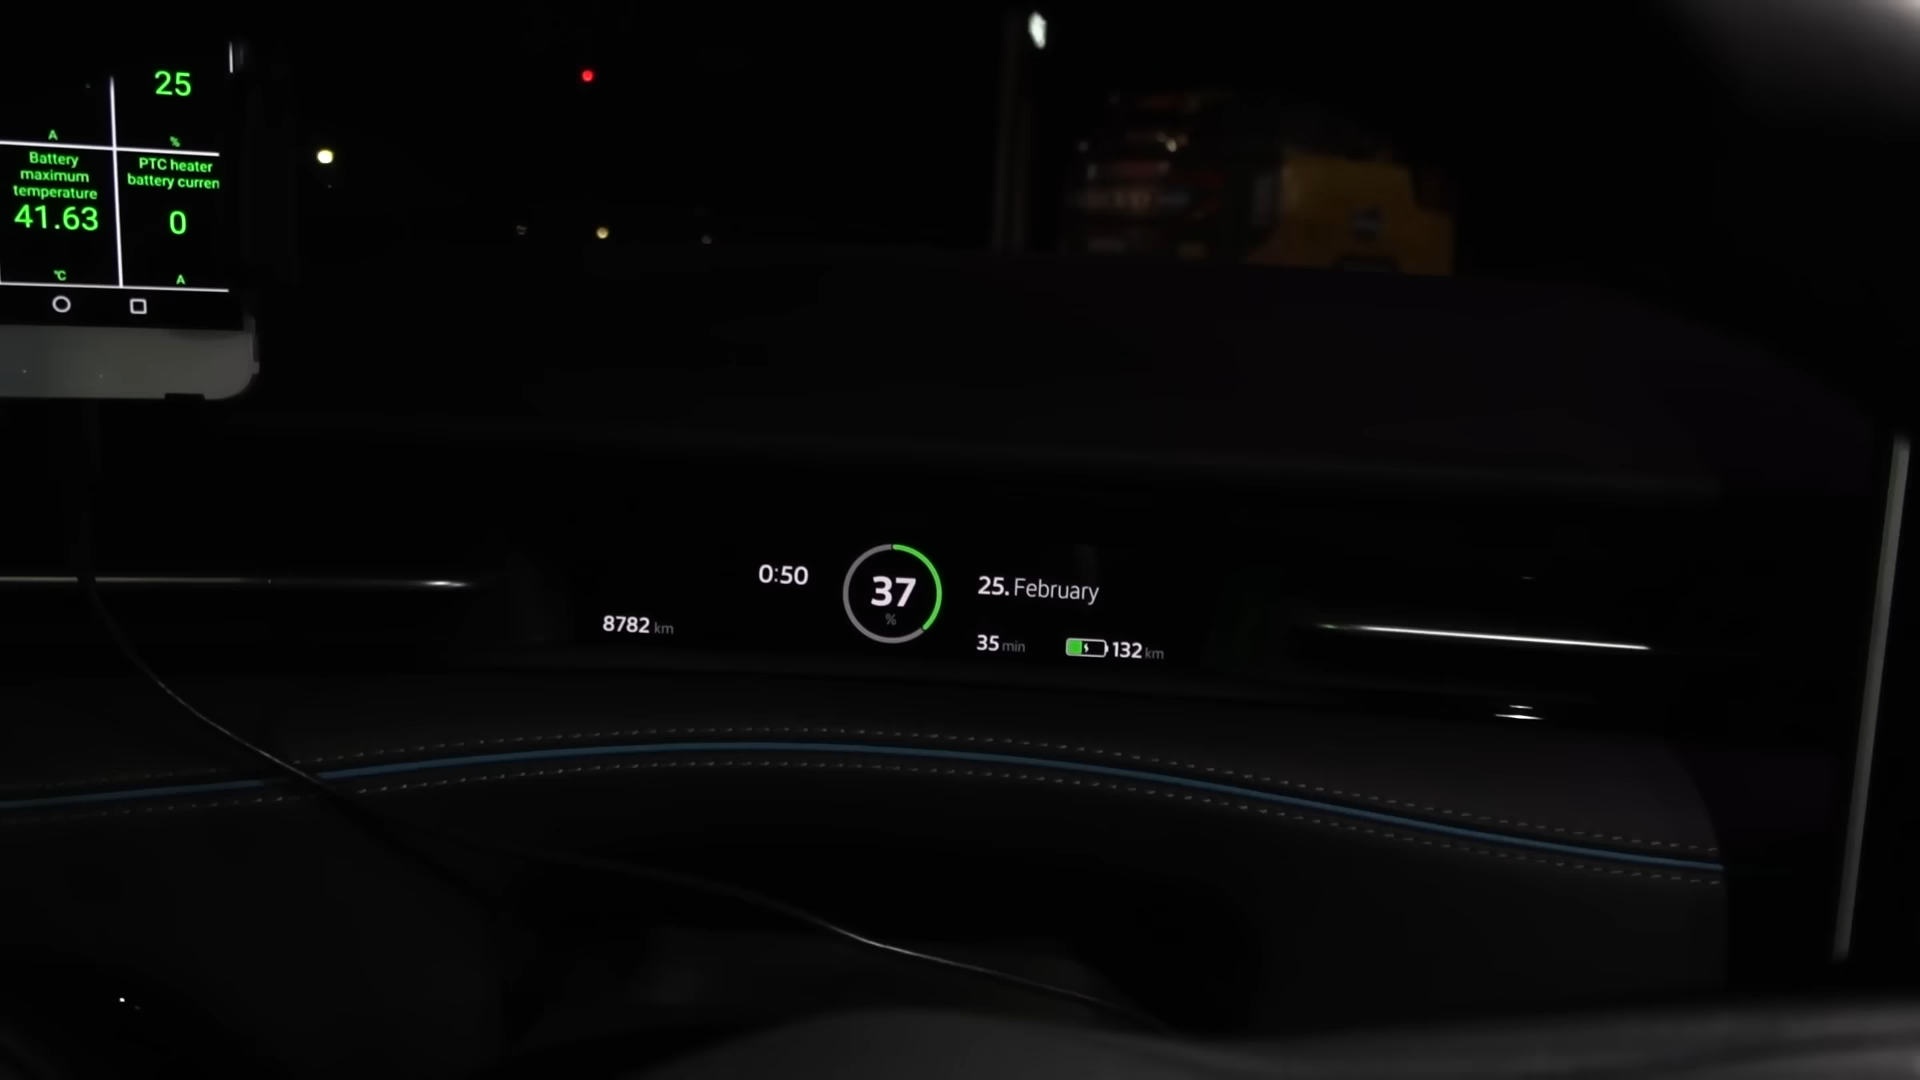 25
A
%
Battery
maximum
temperature
41.63
℃
PTC heater
battery curren
0
A
0:50
37
%
25. February
8782 km
35 min
132 km